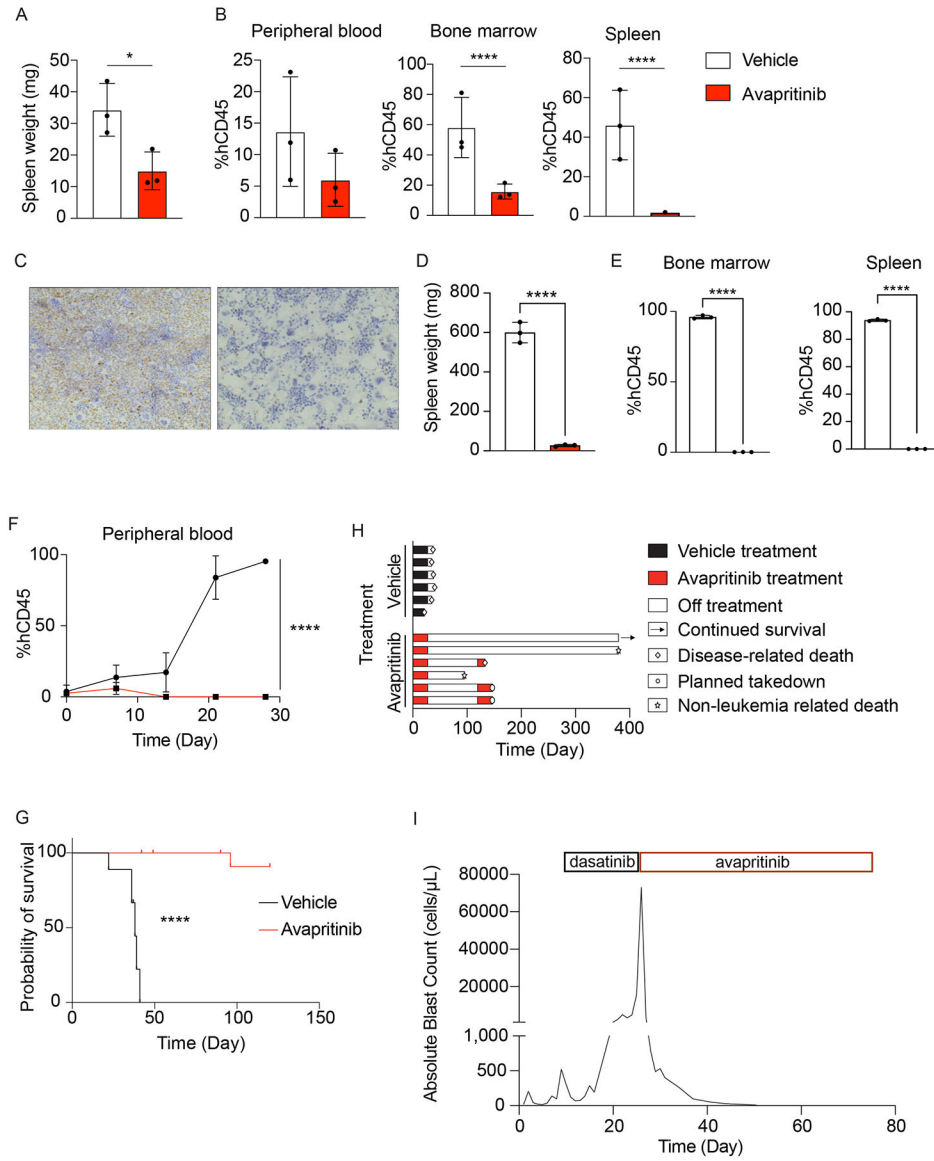 A
B
Peripheral blood
Bone marrow
Spleen
Vehicle
Avapritinib
Spleen weight (mg)
50
40
30
20
10
0
*
%hCD45
25
20
15
10
5
0
%hCD45
100
80
60
40
20
0
****
%hCD45
80
60
40
20
0
****
C
D
E
Bone marrow
Spleen
Spleen weight (mg)
800
600
400
200
0
****
%hCD45
100
50
0
****
%hCD45
100
80
60
40
20
0
****
F
Peripheral blood
%hCD45
100
50
0
****
0 10 20 30
Time (Day)
H
Treatment
Vehicle
Avapritinib
0 100 200 300 400
Time (Day)
Vehicle treatment
Avapritinib treatment
Off treatment
Continued survival
Disease-related death
Planned takedown
Non-leukemia related death
G
Probability of survival
100
50
0
****
Vehicle
Avapritinib
0 50 100 150
Time (Day)
I
dasatinib
avapritinib
Absolute Blast Count (cells/μL)
80000
60000
40000
20000
1,000
500
0
0 20 40 60 80
Time (Day)